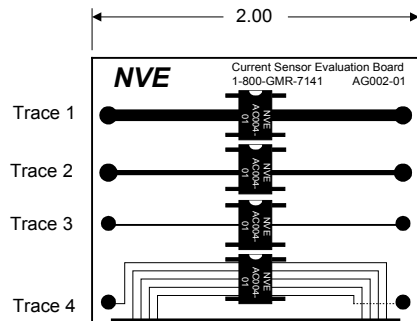 2.00
NVE
Current Sensor Evaluation Board
1-800-GMR-7141 AG002-01
Trace 1
NVE
AC004-
01
Trace 2
NVE
AC004-
01
Trace 3
NVE
AC004-
01
Trace 4
NVE
AC004-
01